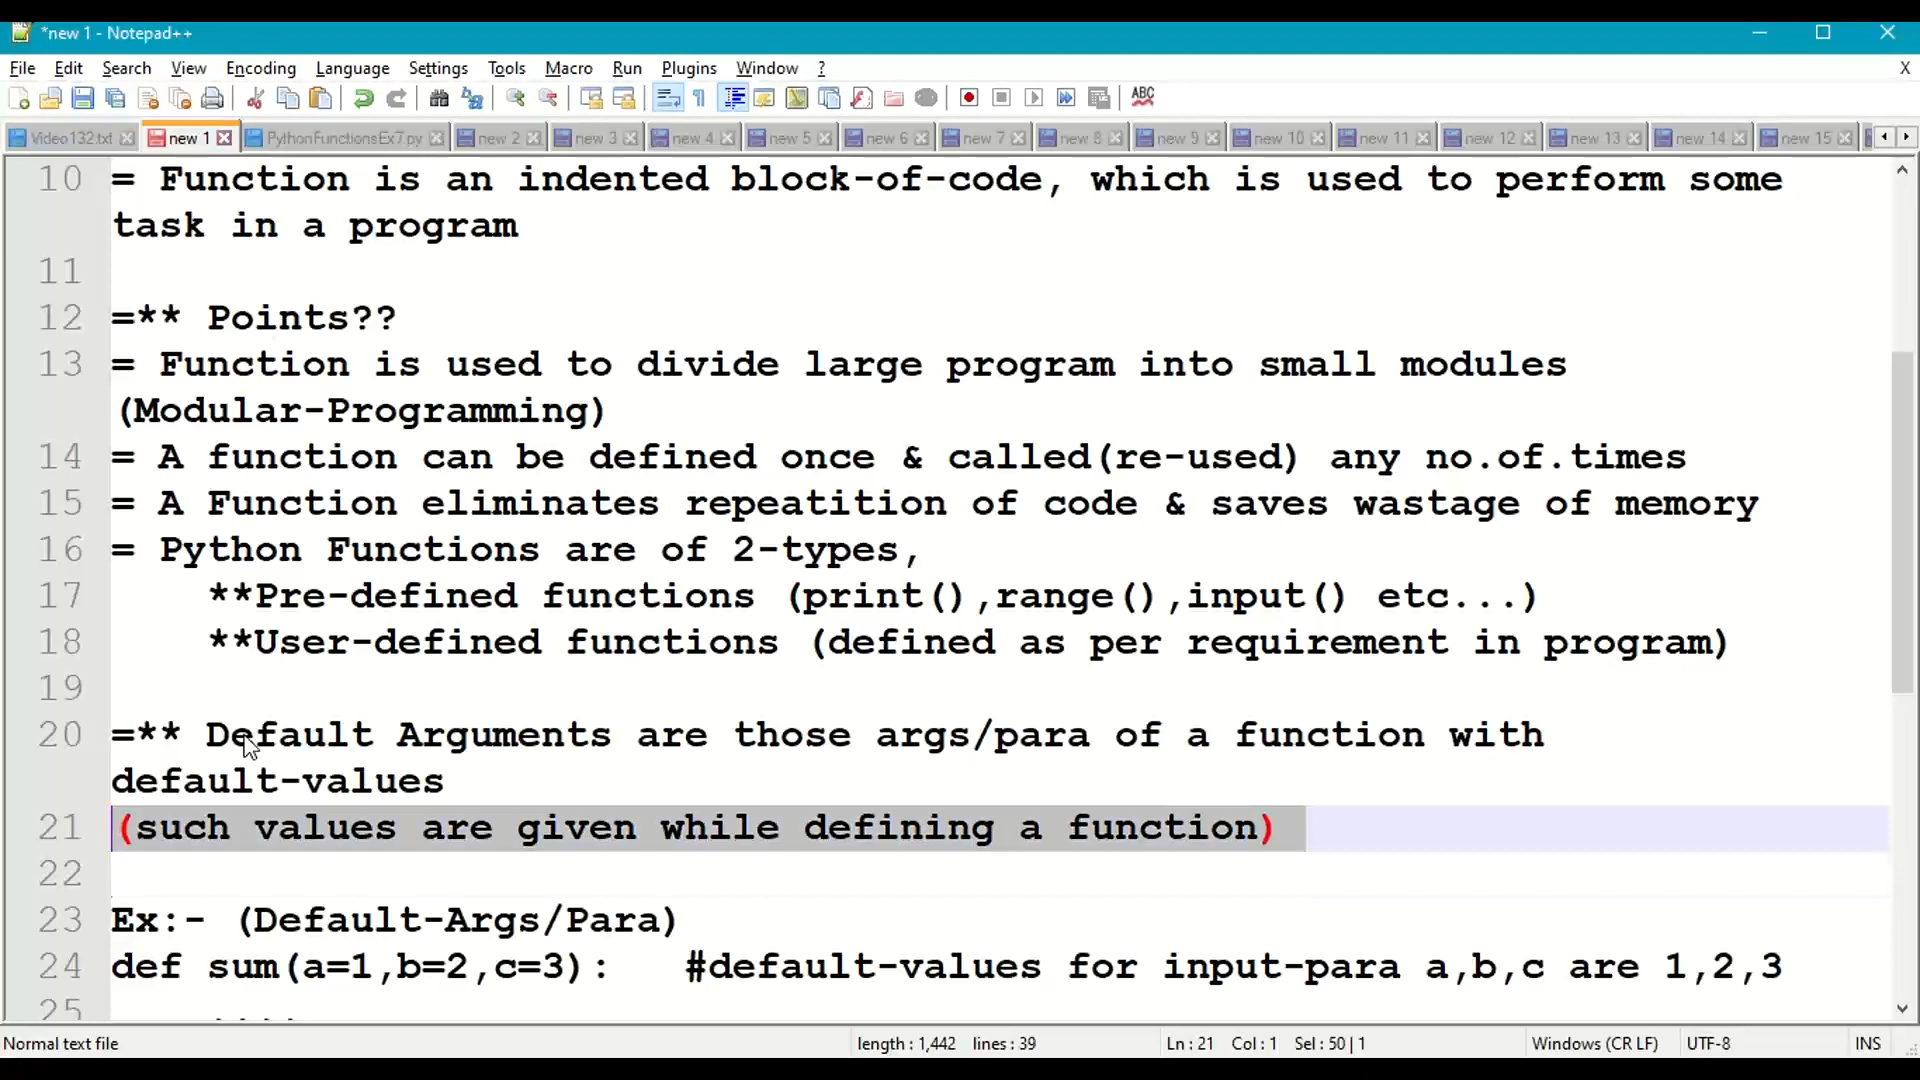 *new 1 - Notepad++
File Edit Search View Encoding Language Settings Tools Macro Run Plugins Window ? X
ABC
Video132.txt new 1 PythonFunctionsEx7.py new 2 new 3 new 4 new 5 new 6 new 7 new 8 new 9 new 10 new 11 new 12 new 13 new 14 new 15
10 = Function is an indented block-of-code, which is used to perform some
task in a program
11
12 =** Points??
13 = Function is used to divide large program into small modules
(Modular-Programming)
14 = A function can be defined once & called(re-used) any no.of.times
15 = A Function eliminates repeatition of code & saves wastage of memory
16 = Python Functions are of 2-types,
17 **Pre-defined functions (print(),range(),input() etc...)
18 **User-defined functions (defined as per requirement in program)
19
20 =** Default Arguments are those args/para of a function with
default-values
21 (such values are given while defining a function)
22
23 Ex:- (Default-Args/Para)
24 def sum(a=1,b=2,c=3): #default-values for input-para a,b,c are 1,2,3
25
Normal text file length : 1,442 lines : 39 Ln : 21 Col : 1 Sel : 50 | 1 Windows (CR LF) UTF-8 INS